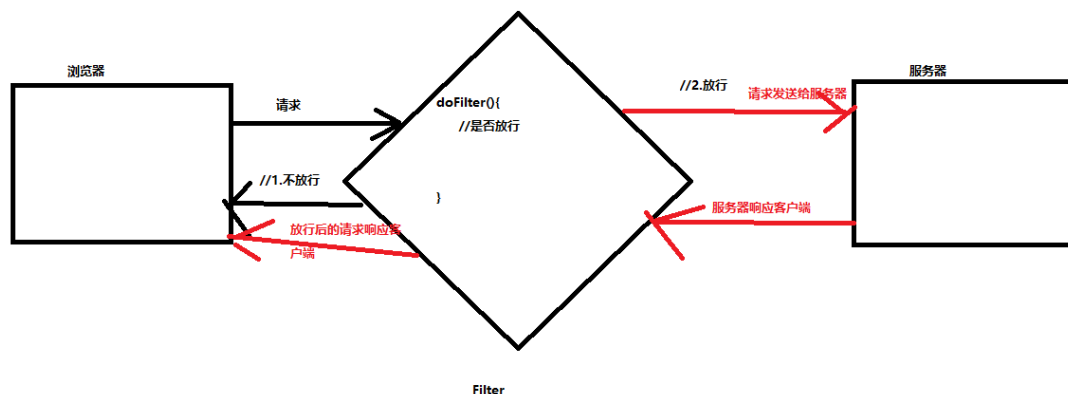 浏览器
服务器
//2.放行
请求发送给服务器
请求
doFilter(){
//是否放行
//1.不放行
}
服务器响应客户端
放行后的请求响应客
户端
Filter